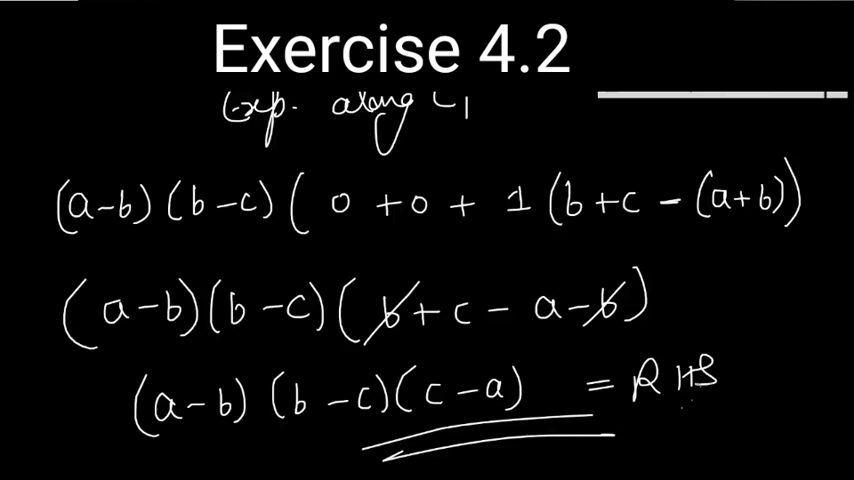 Exercise 4.2
Exp. along C1
(a-b) (b-c) ( 0 + 0 + 1 (b+c - (a+b))
(a-b)(b-c)(b+c- a-b)
(a-b) (b-c)(c-a) = RHS